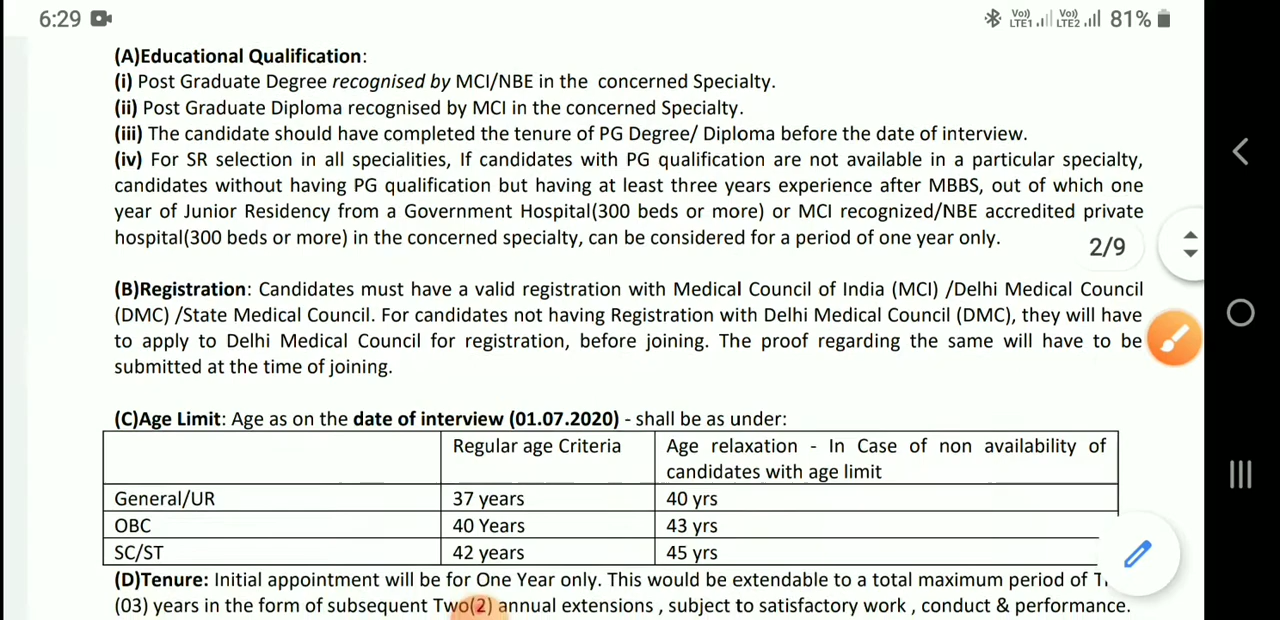 6:29
Vo)) LTE1 Vo)) LTE2 81%
(A)Educational Qualification:
(i) Post Graduate Degree recognised by MCI/NBE in the concerned Specialty.
(ii) Post Graduate Diploma recognised by MCI in the concerned Specialty.
(iii) The candidate should have completed the tenure of PG Degree/ Diploma before the date of interview.
(iv) For SR selection in all specialities, If candidates with PG qualification are not available in a particular specialty,
candidates without having PG qualification but having at least three years experience after MBBS, out of which one
year of Junior Residency from a Government Hospital(300 beds or more) or MCI recognized/NBE accredited private
hospital(300 beds or more) in the concerned specialty, can be considered for a period of one year only.
2/9
(B)Registration: Candidates must have a valid registration with Medical Council of India (MCI) /Delhi Medical Council
(DMC) /State Medical Council. For candidates not having Registration with Delhi Medical Council (DMC), they will have
to apply to Delhi Medical Council for registration, before joining. The proof regarding the same will have to be
submitted at the time of joining.
(C)Age Limit: Age as on the date of interview (01.07.2020) - shall be as under:
Regular age Criteria Age relaxation - In Case of non availability of
candidates with age limit
General/UR 37 years 40 yrs
OBC 40 Years 43 yrs
SC/ST 42 years 45 yrs
(D)Tenure: Initial appointment will be for One Year only. This would be extendable to a total maximum period of
(03) years in the form of subsequent Two(2) annual extensions , subject to satisfactory work , conduct & performance.